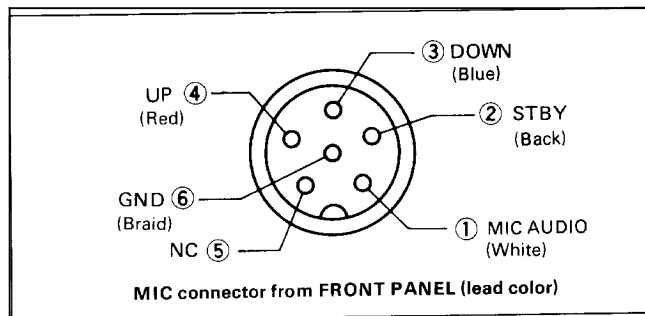 ③ DOWN
(Blue)
UP ④
(Red)
② STBY
(Back)
GND ⑥
(Braid)
NC ⑤
① MIC AUDIO
(White)
MIC connector from FRONT PANEL (lead color)